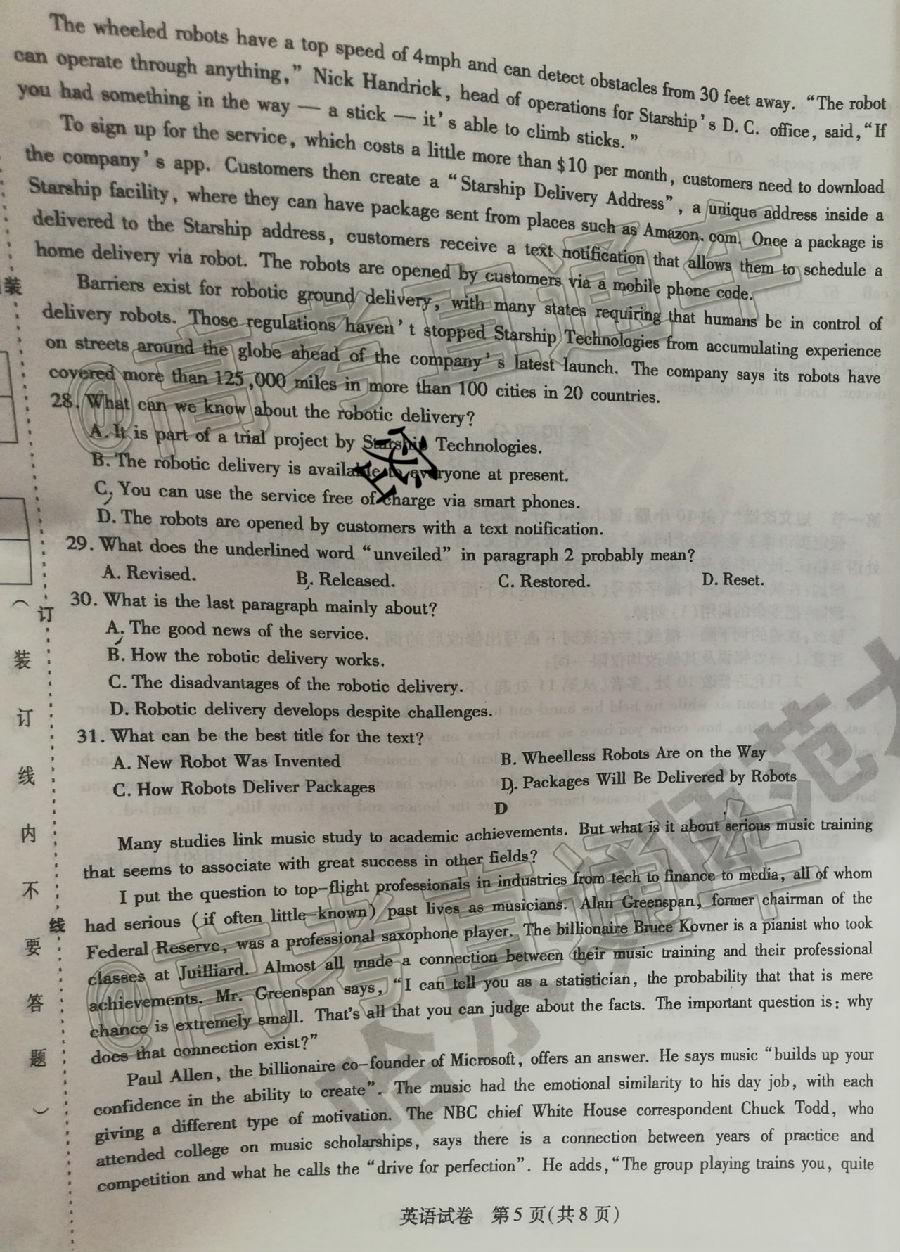 The wheeled robots have a top speed of 4mph and can detect obstacles from 30 feet away. “The robot
can operate through anything,” Nick Handrick, head of operations for Starship's D. C. office, said, “If
you had something in the way — a stick — it's able to climb sticks.”
To sign up for the service, which costs a little more than $10 per month, customers need to download
the company's app. Customers then create a “Starship Delivery Address”, a unique address inside a
Starship facility, where they can have package sent from places such as Amazon. com. Once a package is
delivered to the Starship address, customers receive a text notification that allows them to schedule a
home delivery via robot. The robots are opened by customers via a mobile phone code.
Barriers exist for robotic ground delivery, with many states requiring that humans be in control of
delivery robots. Those regulations haven't stopped Starship Technologies from accumulating experience
on streets around the globe ahead of the company's latest launch. The company says its robots have
covered more than 125,000 miles in more than 100 cities in 20 countries.
28. What can we know about the robotic delivery?
A. It is part of a trial project by Starship Technologies.
B. The robotic delivery is available to everyone at present.
C. You can use the service free of charge via smart phones.
D. The robots are opened by customers with a text notification.
29. What does the underlined word “unveiled” in paragraph 2 probably mean?
A. Revised. B. Released. C. Restored. D. Reset.
30. What is the last paragraph mainly about?
A. The good news of the service.
B. How the robotic delivery works.
C. The disadvantages of the robotic delivery.
D. Robotic delivery develops despite challenges.
31. What can be the best title for the text?
A. New Robot Was Invented B. Wheelless Robots Are on the Way
C. How Robots Deliver Packages D. Packages Will Be Delivered by Robots
D
Many studies link music study to academic achievements. But what is it about serious music training
that seems to associate with great success in other fields?
I put the question to top-flight professionals in industries from tech to finance to media, all of whom
had serious (if often little-known) past lives as musicians. Alan Greenspan, former chairman of the
Federal Reserve, was a professional saxophone player. The billionaire Bruce Kovner is a pianist who took
classes at Juilliard. Almost all made a connection between their music training and their professional
achievements. Mr. Greenspan says, “I can tell you as a statistician, the probability that that is mere
chance is extremely small. That's all that you can judge about the facts. The important question is: why
does that connection exist?”
Paul Allen, the billionaire co-founder of Microsoft, offers an answer. He says music “builds up your
confidence in the ability to create”. The music had the emotional similarity to his day job, with each
giving a different type of motivation. The NBC chief White House correspondent Chuck Todd, who
attended college on music scholarships, says there is a connection between years of practice and
competition and what he calls the “drive for perfection”. He adds, “The group playing trains you, quite
英语试卷 第 5 页(共 8 页)
装
订
线
(
装
订
线
内
不
要
答
题
)
@高考直通车
@高考直通车